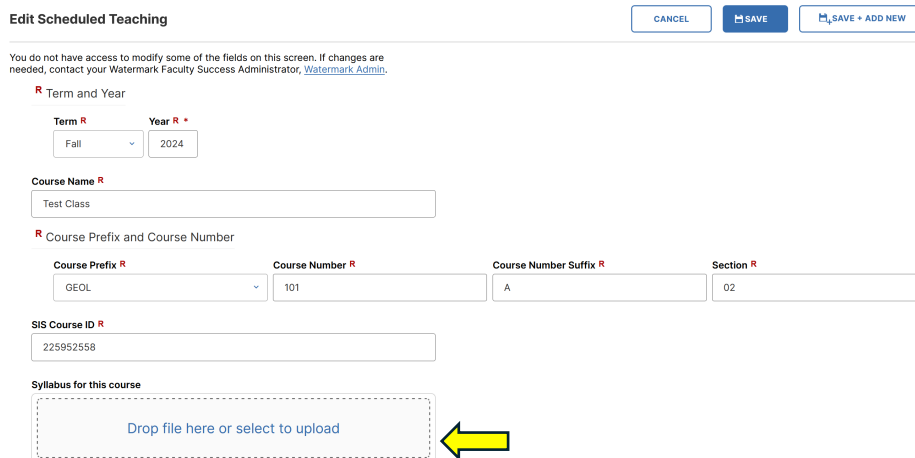 Edit Scheduled Teaching
CANCEL
SAVE
SAVE + ADD NEW
You do not have access to modify some of the fields on this screen. If changes are
needed, contact your Watermark Faculty Success Administrator, Watermark Admin.
R Term and Year
Term R
Year R *
Fall
2024
Course Name R
Test Class
R Course Prefix and Course Number
Course Prefix R
Course Number R
Course Number Suffix R
Section R
GEOL
101
A
02
SIS Course ID R
225952558
Syllabus for this course
Drop file here or select to upload